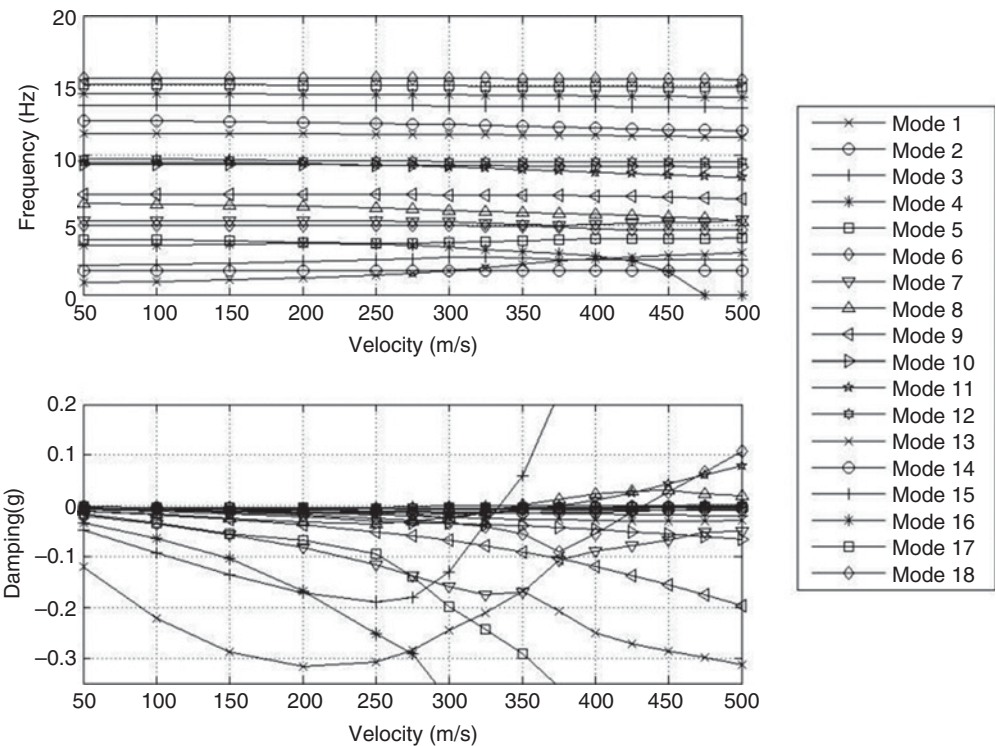 20
15
10
5
0
Frequency (Hz)
50 100 150 200 250 300 350 400 450 500
Velocity (m/s)
0.2
0.1
0
−0.1
−0.2
−0.3
Damping(g)
50 100 150 200 250 300 350 400 450 500
Velocity (m/s)
Mode 1
Mode 2
Mode 3
Mode 4
Mode 5
Mode 6
Mode 7
Mode 8
Mode 9
Mode 10
Mode 11
Mode 12
Mode 13
Mode 14
Mode 15
Mode 16
Mode 17
Mode 18